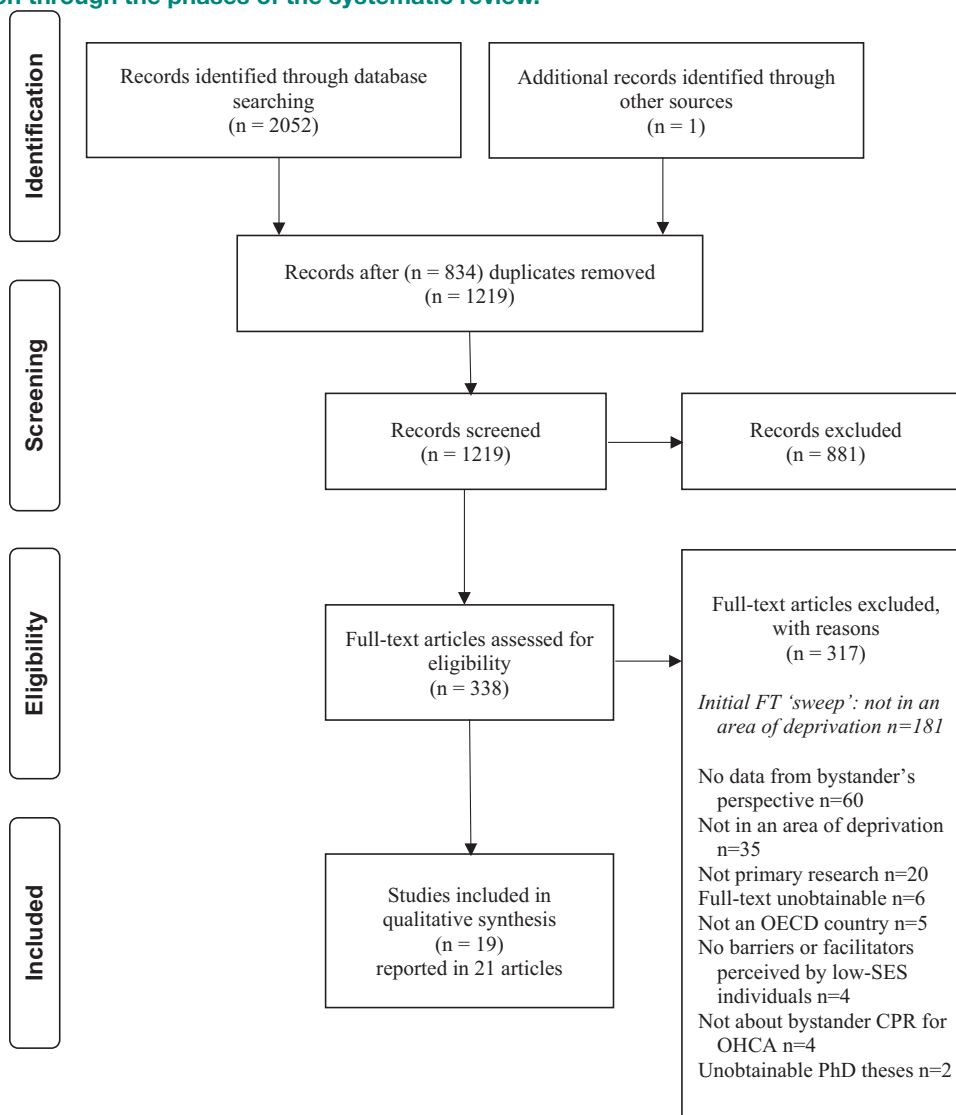 on through the phases of the systematic review.
Identification
Records identified through database
searching
(n = 2052)
Additional records identified through
other sources
(n = 1)
Records after (n = 834) duplicates removed
(n = 1219)
Screening
Records screened
(n = 1219)
Records excluded
(n = 881)
Eligibility
Full-text articles assessed for
eligibility
(n = 338)
Full-text articles excluded,
with reasons
(n = 317)
Initial FT ‘sweep’: not in an
area of deprivation n=181
No data from bystander’s
perspective n=60
Not in an area of deprivation
n=35
Not primary research n=20
Full-text unobtainable n=6
Not an OECD country n=5
No barriers or facilitators
perceived by low-SES
individuals n=4
Not about bystander CPR for
OHCA n=4
Unobtainable PhD theses n=2
Included
Studies included in
qualitative synthesis
(n = 19)
reported in 21 articles